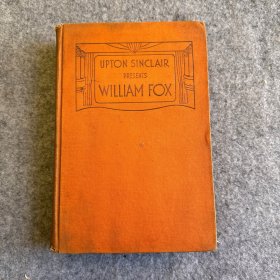 UPTON SINCLAIR
PRESENTS
WILLIAM FOX